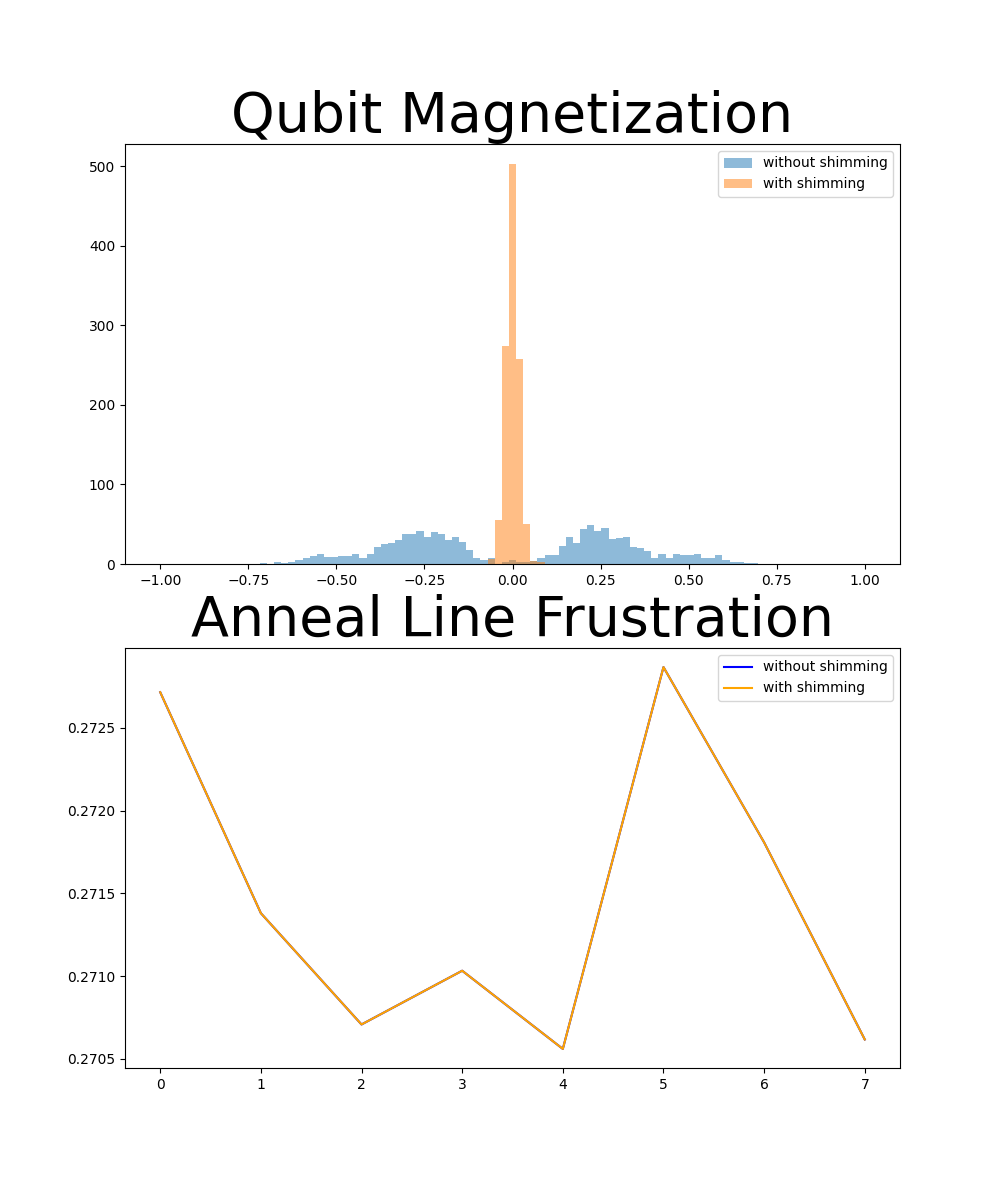 Qubit Magnetization
without shimming
with shimming
500
400
300
200
100
0
−1.00 −0.75 −0.50 −0.25 0.00 0.25 0.50 0.75 1.00
Anneal Line Frustration
without shimming
with shimming
0.2725
0.2720
0.2715
0.2710
0.2705
0 1 2 3 4 5 6 7